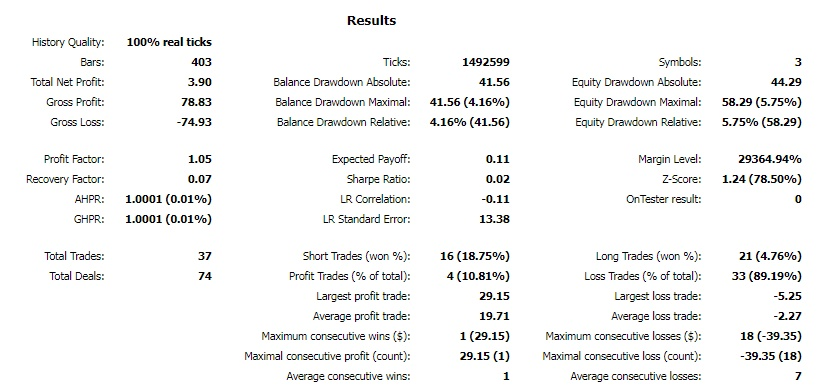 Results
History Quality: 100% real ticks
Bars: 403 Ticks: 1492599 Symbols: 3
Total Net Profit: 3.90 Balance Drawdown Absolute: 41.56 Equity Drawdown Absolute: 44.29
Gross Profit: 78.83 Balance Drawdown Maximal: 41.56 (4.16%) Equity Drawdown Maximal: 58.29 (5.75%)
Gross Loss: -74.93 Balance Drawdown Relative: 4.16% (41.56) Equity Drawdown Relative: 5.75% (58.29)
Profit Factor: 1.05 Expected Payoff: 0.11 Margin Level: 29364.94%
Recovery Factor: 0.07 Sharpe Ratio: 0.02 Z-Score: 1.24 (78.50%)
AHPR: 1.0001 (0.01%) LR Correlation: -0.11 OnTester result: 0
GHPR: 1.0001 (0.01%) LR Standard Error: 13.38
Total Trades: 37 Short Trades (won %): 16 (18.75%) Long Trades (won %): 21 (4.76%)
Total Deals: 74 Profit Trades (% of total): 4 (10.81%) Loss Trades (% of total): 33 (89.19%)
Largest profit trade: 29.15 Largest loss trade: -5.25
Average profit trade: 19.71 Average loss trade: -2.27
Maximum consecutive wins ($): 1 (29.15) Maximum consecutive losses ($): 18 (-39.35)
Maximal consecutive profit (count): 29.15 (1) Maximal consecutive loss (count): -39.35 (18)
Average consecutive wins: 1 Average consecutive losses: 7